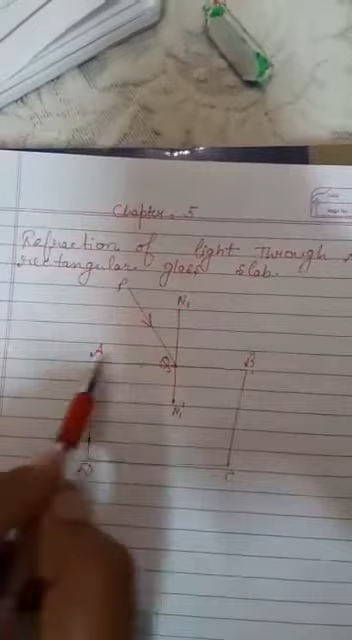 Chapter. 5
Refraction of light Through a
rectangular glass slab.
P
N₁
A
Q
B
N₁'
D
C